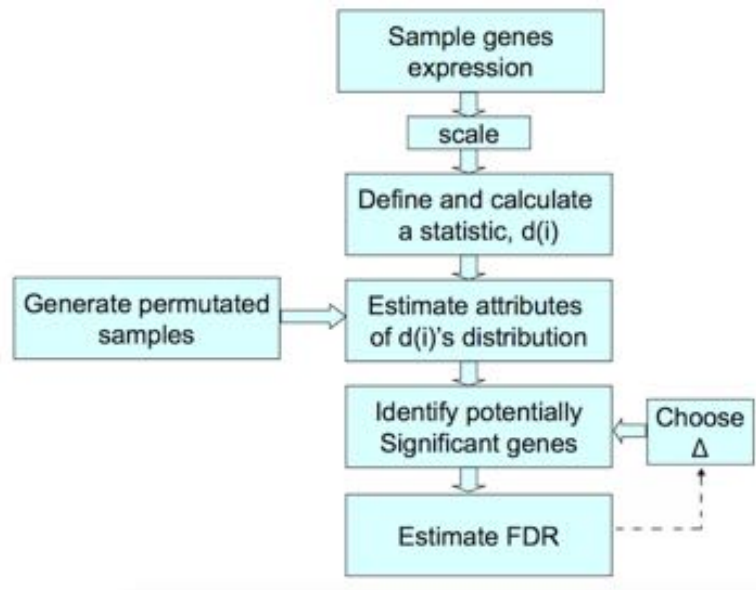 Sample genes
expression
scale
Define and calculate
a statistic, d(i)
Generate permutated
samples
Estimate attributes
of d(i)'s distribution
Identify potentially
Significant genes
Choose
Δ
Estimate FDR